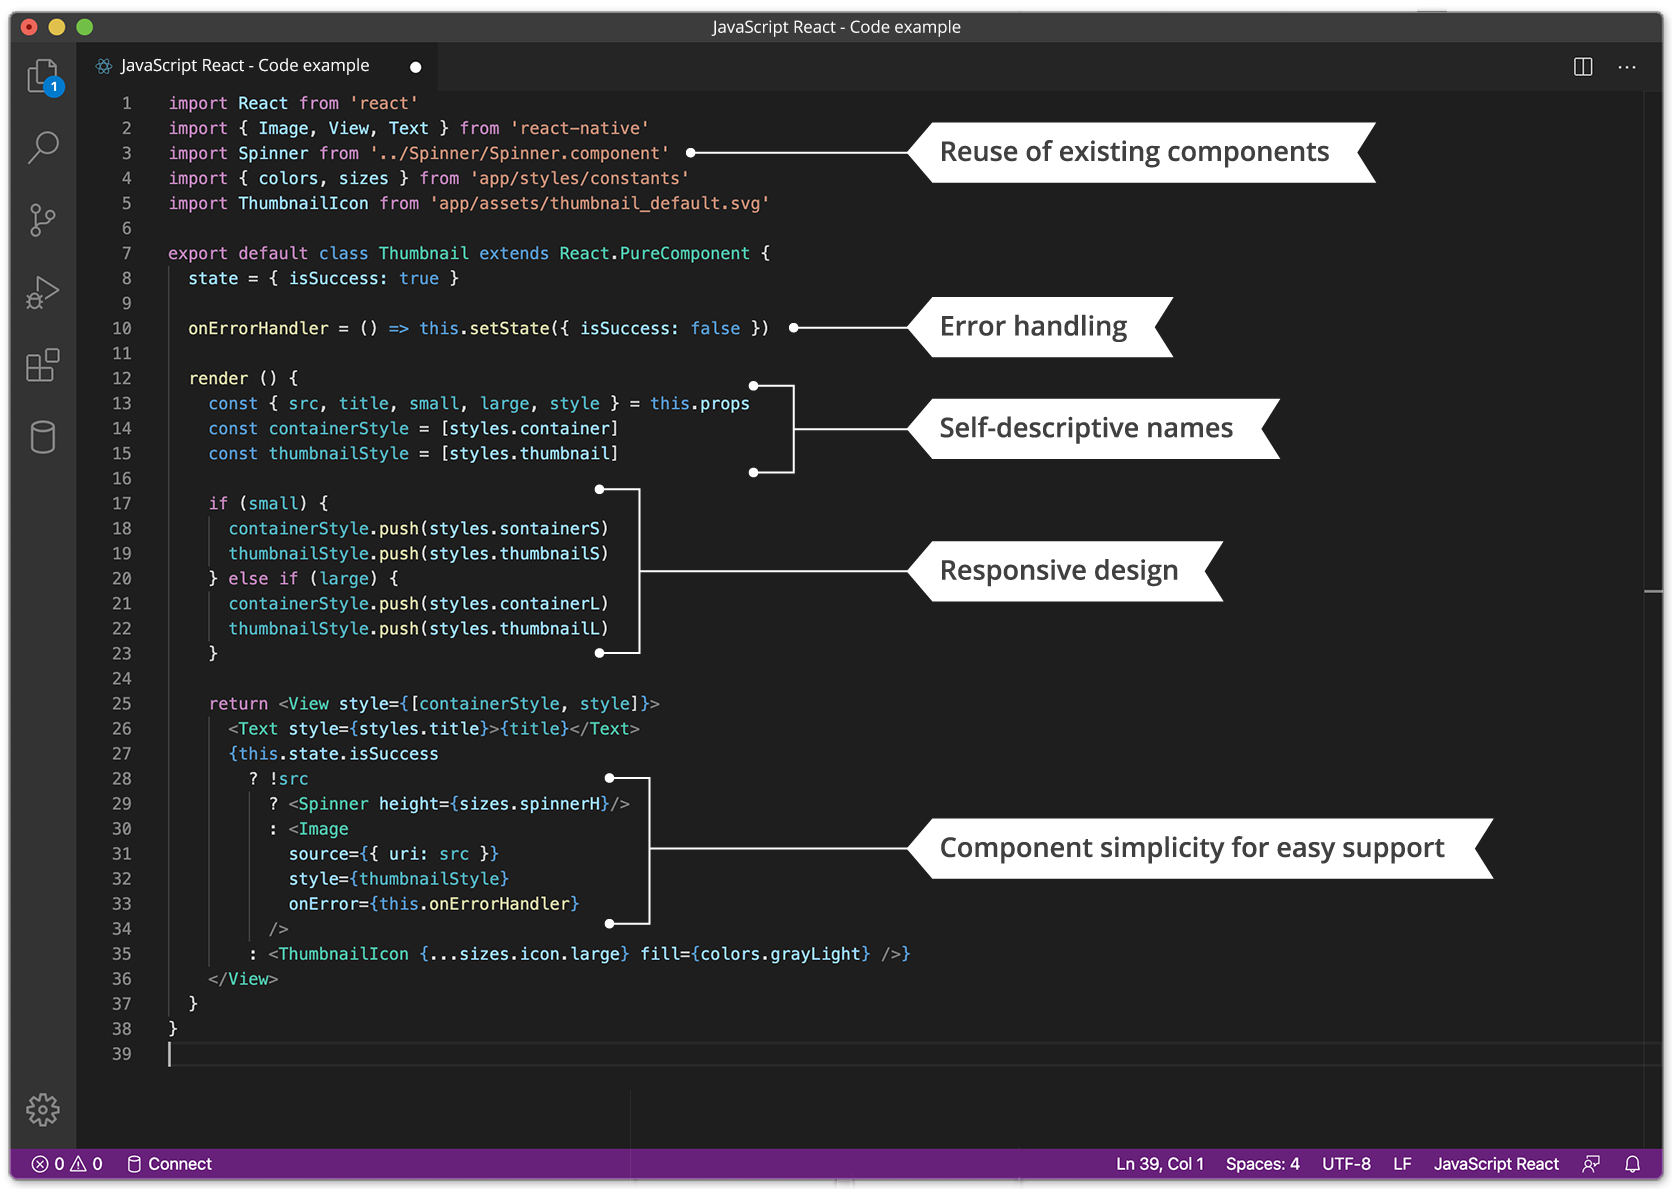 JavaScript React - Code example
JavaScript React - Code example
1
1 import React from 'react'
2 import { Image, View, Text } from 'react-native'
3 import Spinner from '../Spinner/Spinner.component'
Reuse of existing components
4 import { colors, sizes } from 'app/styles/constants'
5 import ThumbnailIcon from 'app/assets/thumbnail_default.svg'
6
7 export default class Thumbnail extends React.PureComponent {
8 state = { isSuccess: true }
9
10 onErrorHandler = () => this.setState({ isSuccess: false })
Error handling
11
12 render () {
13 const { src, title, small, large, style } = this.props
14 const containerStyle = [styles.container]
Self-descriptive names
15 const thumbnailStyle = [styles.thumbnail]
16
17 if (small) {
18 containerStyle.push(styles.sontainerS)
19 thumbnailStyle.push(styles.thumbnailS)
20 } else if (large) {
Responsive design
21 containerStyle.push(styles.containerL)
22 thumbnailStyle.push(styles.thumbnailL)
23 }
24
25 return <View style={[containerStyle, style]}>
26 <Text style={styles.title}>{title}</Text>
27 {this.state.isSuccess
28 ? !src
29 ? <Spinner height={sizes.spinnerH}/>
30 : <Image
31 source={{ uri: src }}
Component simplicity for easy support
32 style={thumbnailStyle}
33 onError={this.onErrorHandler}
34 />
35 : <ThumbnailIcon {...sizes.icon.large} fill={colors.grayLight} />}
36 </View>
37 }
38 }
39
0 0 Connect Ln 39, Col 1 Spaces: 4 UTF-8 LF JavaScript React